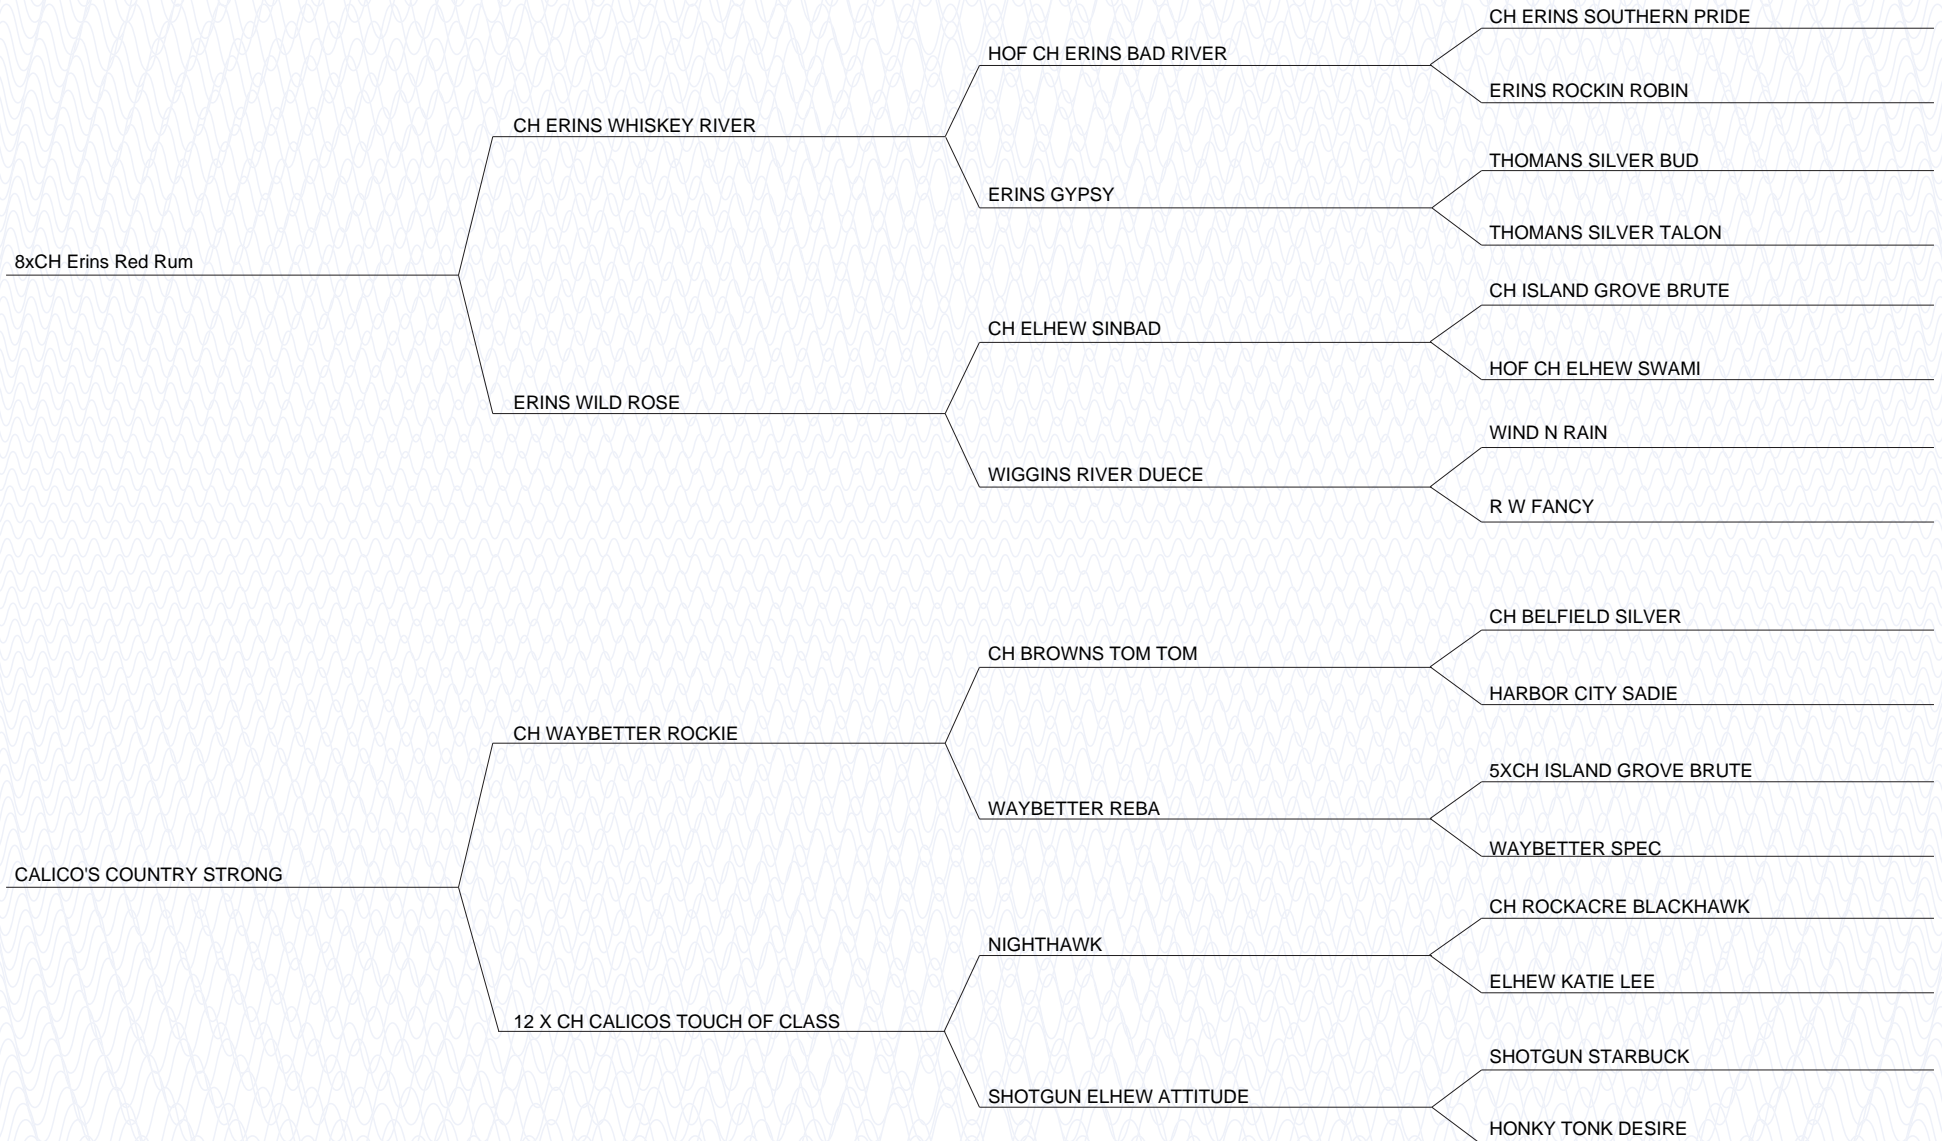 CH ERINS SOUTHERN PRIDE
HOF CH ERINS BAD RIVER
ERINS ROCKIN ROBIN
CH ERINS WHISKEY RIVER
THOMANS SILVER BUD
ERINS GYPSY
THOMANS SILVER TALON
8xCH Erins Red Rum
CH ISLAND GROVE BRUTE
CH ELHEW SINBAD
HOF CH ELHEW SWAMI
ERINS WILD ROSE
WIND N RAIN
WIGGINS RIVER DUECE
R W FANCY
CH BELFIELD SILVER
CH BROWNS TOM TOM
HARBOR CITY SADIE
CH WAYBETTER ROCKIE
5XCH ISLAND GROVE BRUTE
WAYBETTER REBA
WAYBETTER SPEC
CALICO'S COUNTRY STRONG
CH ROCKACRE BLACKHAWK
NIGHTHAWK
ELHEW KATIE LEE
12 X CH CALICOS TOUCH OF CLASS
SHOTGUN STARBUCK
SHOTGUN ELHEW ATTITUDE
HONKY TONK DESIRE